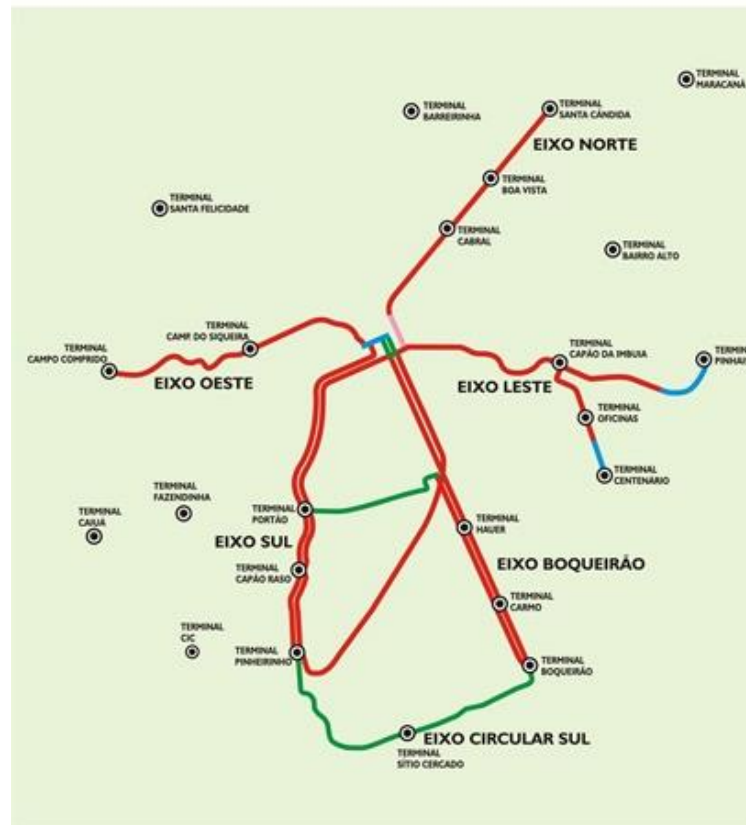 TERMINAL
MARACANÃ
TERMINAL
BARREIRINHA
TERMINAL
SANTA CÂNDIDA
EIXO NORTE
TERMINAL
BOA VISTA
TERMINAL
SANTA FELICIDADE
TERMINAL
CABRAL
TERMINAL
BAIRRO ALTO
TERMINAL
CAMP. DO SIQUEIRA
TERMINAL
CAMPO COMPRIDO
EIXO OESTE
TERMINAL
CAPÃO DA IMBUIA
EIXO LESTE
TERMIN
PINHAI
TERMINAL
OFICINAS
TERMINAL
CENTENÁRIO
TERMINAL
FAZENDINHA
TERMINAL
CAIUÁ
TERMINAL
PORTÃO
EIXO SUL
TERMINAL
HAUER
EIXO BOQUEIRÃO
TERMINAL
CAPÃO RASO
TERMINAL
CARMO
TERMINAL
CIC
TERMINAL
PINHEIRINHO
TERMINAL
BOQUEIRÃO
EIXO CIRCULAR SUL
TERMINAL
SÍTIO CERCADO